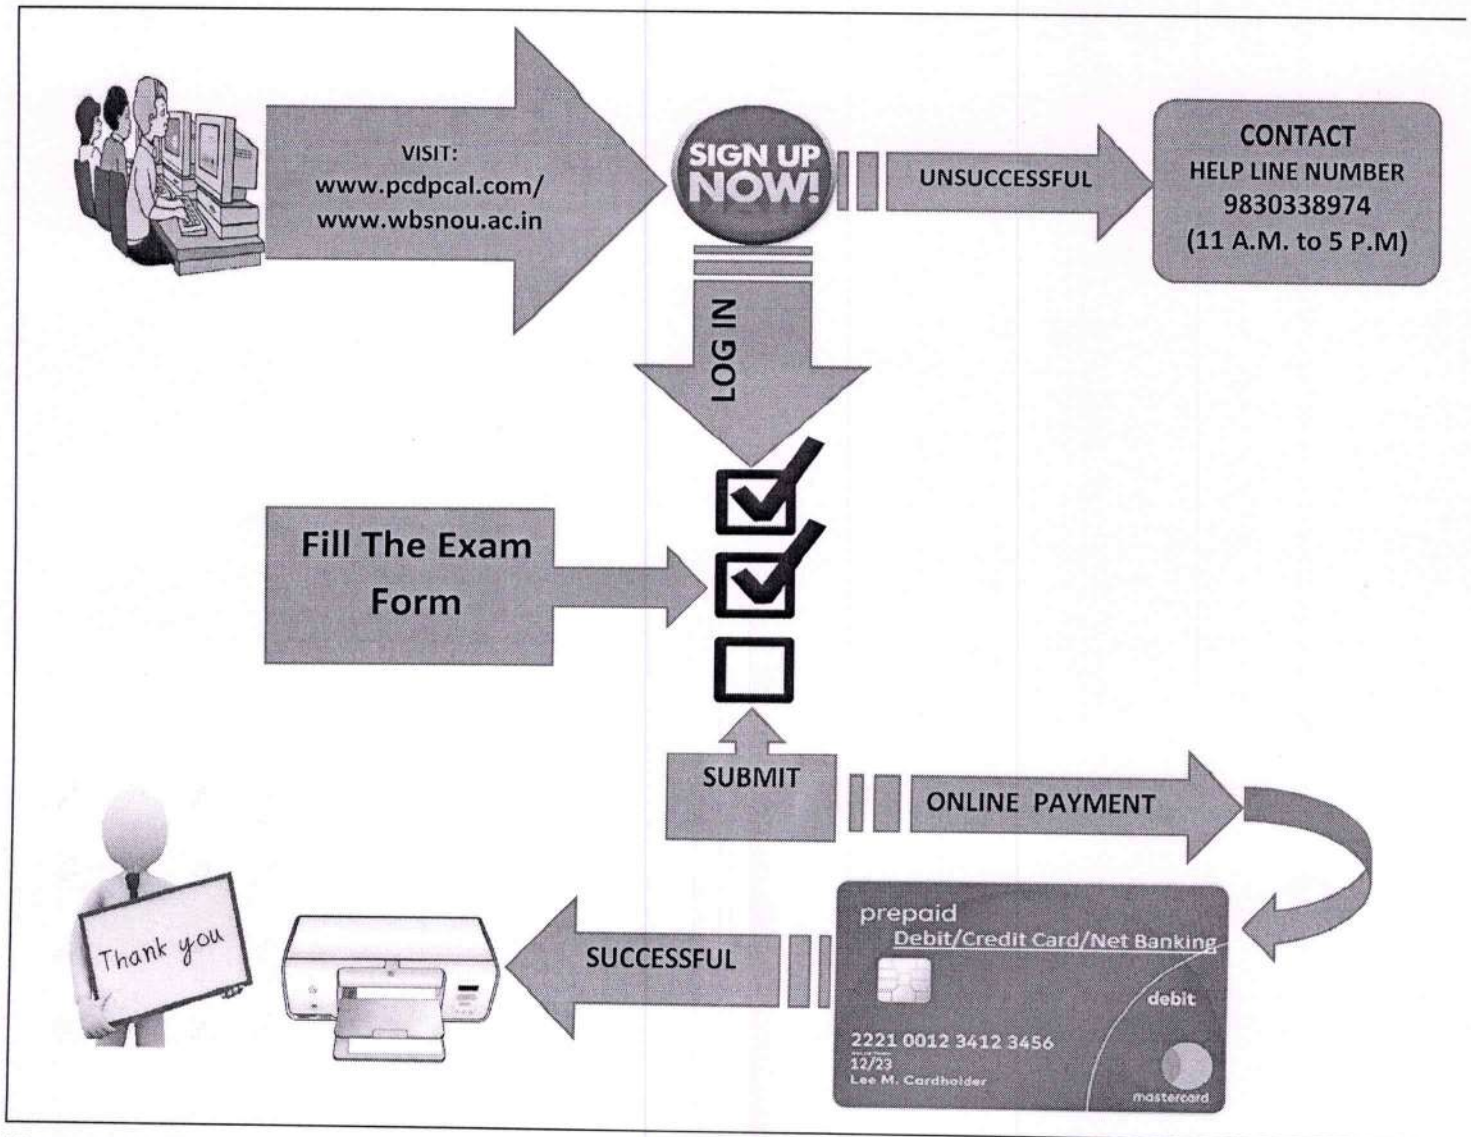 VISIT:
www.pcdpcal.com/
www.wbsnou.ac.in
SIGN UP
NOW!
UNSUCCESSFUL
CONTACT
HELP LINE NUMBER
9830338974
(11 A.M. to 5 P.M)
LOG IN
Fill The Exam
Form
SUBMIT
ONLINE PAYMENT
prepaid
Debit/Credit Card/Net Banking
debit
2221 0012 3412 3456
12/23
Lee M. Cardholder
mastercard
SUCCESSFUL
Thank you